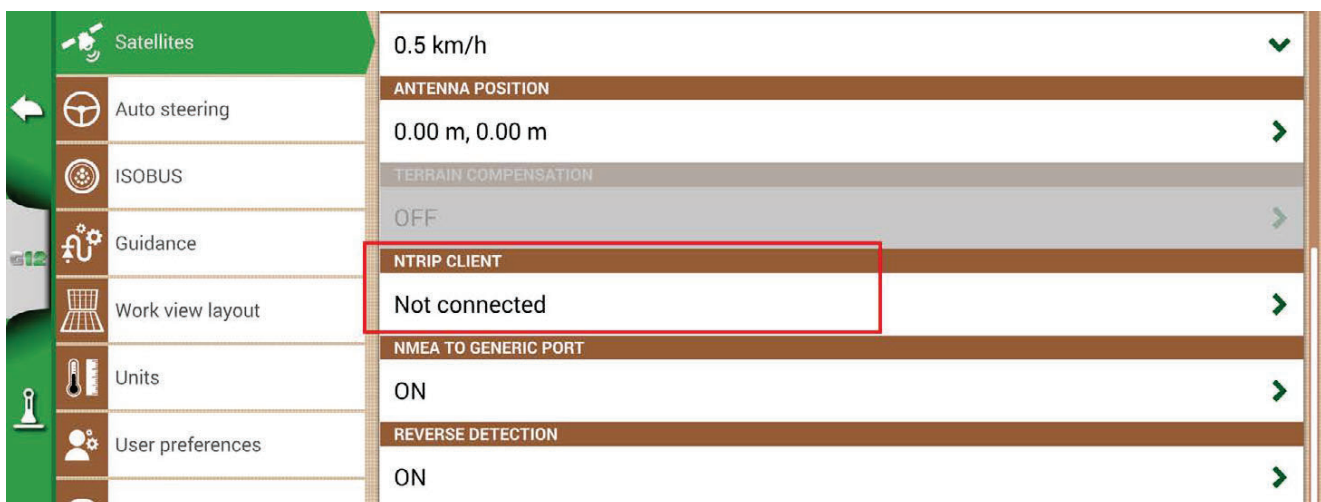 Satellites
Auto steering
ISOBUS
G12
Guidance
Work view layout
Units
User preferences
0.5 km/h
ANTENNA POSITION
0.00 m, 0.00 m
TERRAIN COMPENSATION
OFF
NTRIP CLIENT
Not connected
NMEA TO GENERIC PORT
ON
REVERSE DETECTION
ON